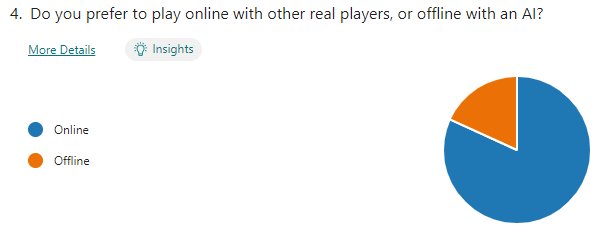 4. Do you prefer to play online with other real players, or offline with an AI?
More Details
Insights
Online
Offline